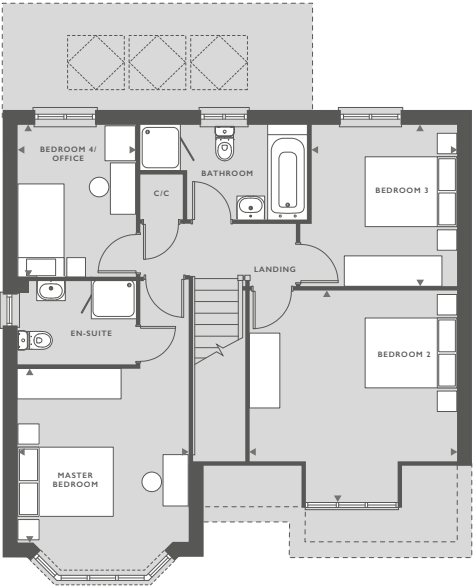 BEDROOM 4/
OFFICE
BATHROOM
C/C
BEDROOM 3
LANDING
EN-SUITE
BEDROOM 2
MASTER
BEDROOM